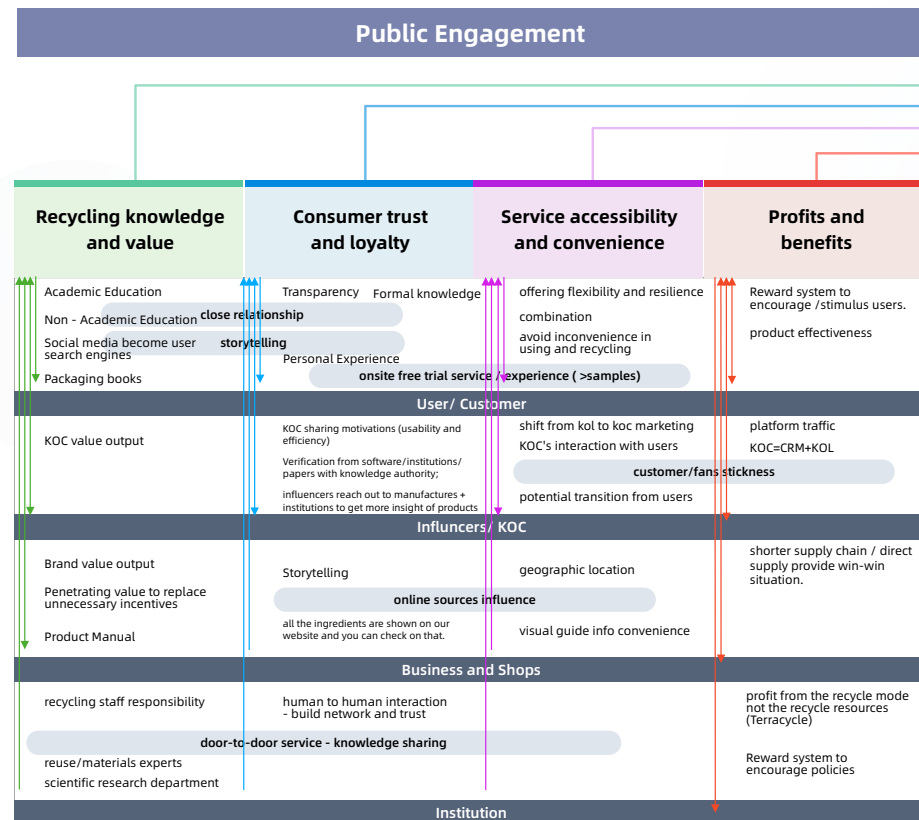 Public Engagement
Recycling knowledge
and value
Consumer trust
and loyalty
Service accessibility
and convenience
Profits and
benefits
Academic Education
Non - Academic Education
close relationship
Social media become user
search engines
storytelling
Packaging books
Transparency
Formal knowledge
Personal Experience
onsite free trial service / experience ( >samples)
offering flexibility and resilience
combination
avoid inconvenience in
using and recycling
Reward system to
encourage /stimulus users.
product effectiveness
User/ Customer
KOC value output
KOC sharing motivations (usability and
efficiency)
Verification from software/institutions/
papers with knowledge authority;
influencers reach out to manufactures +
institutions to get more insight of products
shift from kol to koc marketing
KOC's interaction with users
customer/fans stickness
potential transition from users
platform traffic
KOC=CRM+KOL
Influncers/ KOC
Brand value output
Penetrating value to replace
unnecessary incentives
Product Manual
Storytelling
online sources influence
all the ingredients are shown on our
website and you can check on that.
geographic location
visual guide info convenience
shorter supply chain / direct
supply provide win-win
situation.
Business and Shops
recycling staff responsibility
human to human interaction
- build network and trust
door-to-door service - knowledge sharing
reuse/materials experts
scientific research department
profit from the recycle mode
not the recycle resources
(Terracycle)
Reward system to
encourage policies
Institution